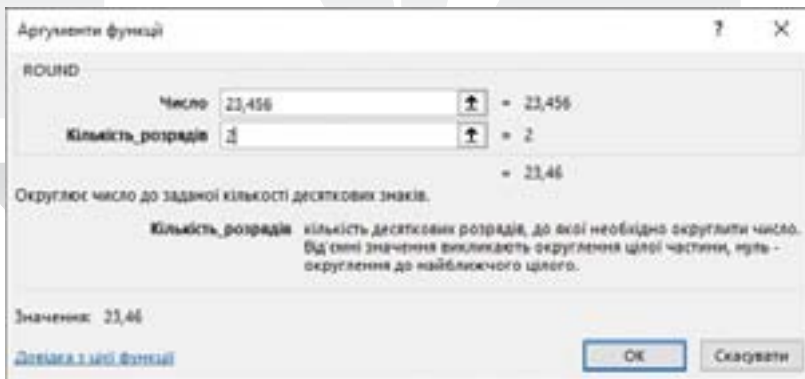 Аргументи функції ? ×
ROUND
Число 23,456 = 23,456
Кількість_розрядів 2 = 2
= 23,46
Округлює число до заданої кількості десяткових знаків.
Кількість_розрядів кількість десяткових розрядів, до якої необхідно округлити число.
Від'ємні значення викликають округлення цілої частини, нуль -
округлення до найближчого цілого.
Значення: 23,46
Довідка з цієї функції
ОК Скасувати